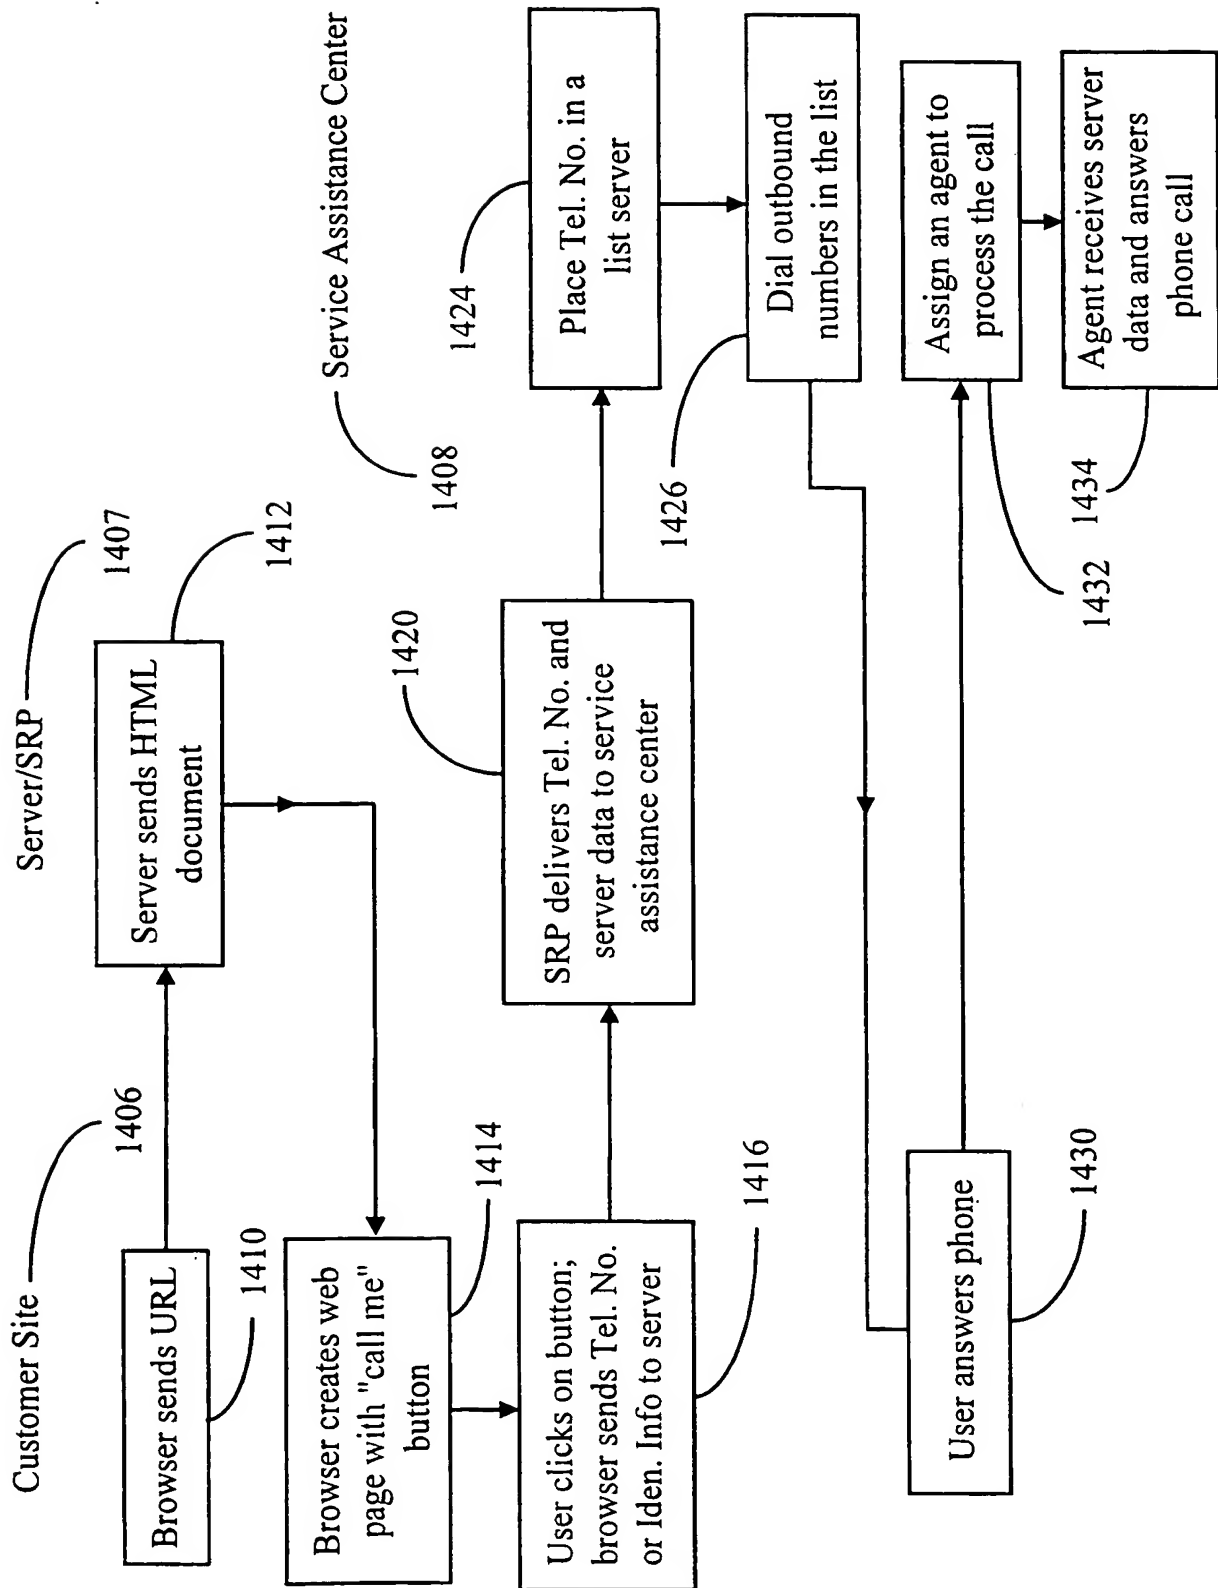 Customer Site
1406
Server/SRP
1407
Service Assistance Center
1408
Browser sends URL
1410
Server sends HTML
document
1412
Browser creates web
page with "call me"
button
1414
User clicks on button;
browser sends Tel. No.
or Iden. Info to server
1416
SRP delivers Tel. No. and
server data to service
assistance center
1420
Place Tel. No. in a
list server
1424
Dial outbound
numbers in the list
1426
User answers phone
1430
Assign an agent to
process the call
1432
Agent receives server
data and answers
phone call
1434